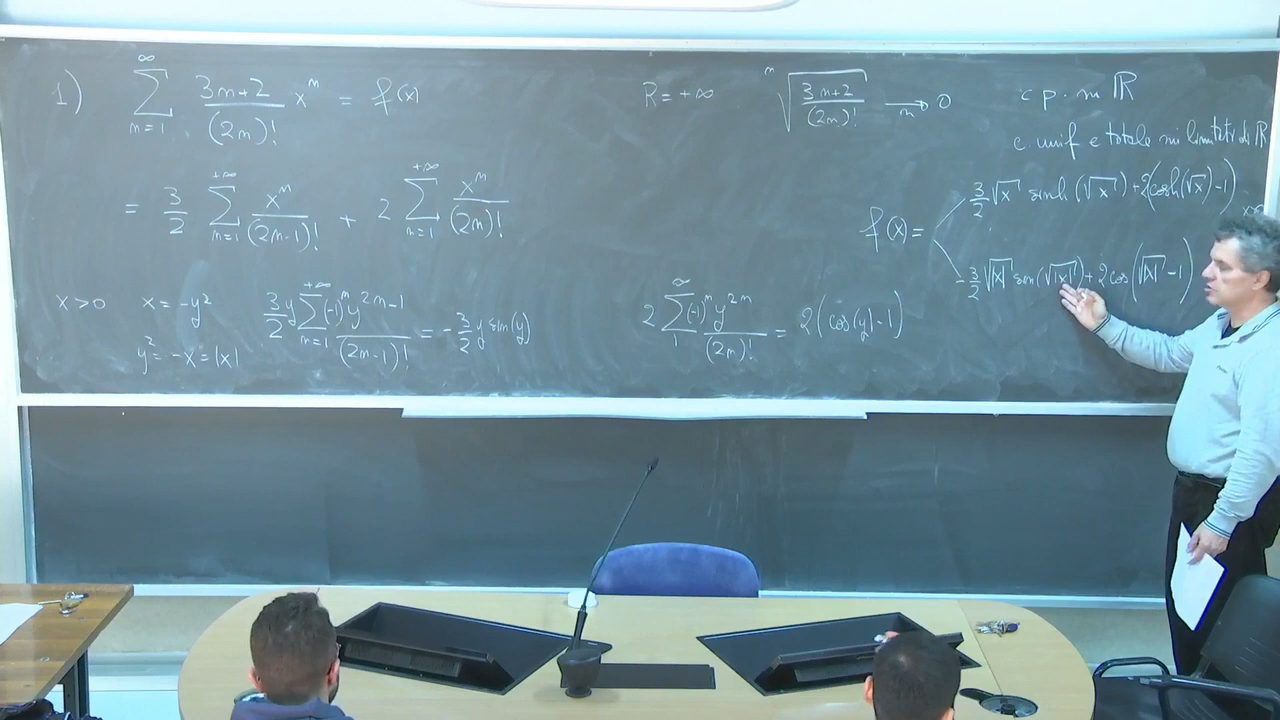 1) \sum_{n=1}^{\infty} \frac{3n+2}{(2n)!} x^n = f(x)
R = +\infty
\sqrt[n]{\frac{3n+2}{(2n)!}} \xrightarrow[n]{} 0
c p. in ℝ
c. unif e totale nei limitati di ℝ
= \frac{3}{2} \sum_{n=1}^{+\infty} \frac{x^n}{(2n-1)!} + 2 \sum_{n=1}^{+\infty} \frac{x^n}{(2n)!}
f(x) =
\frac{3}{2} \sqrt{x} sinh (\sqrt{x}) + 2(cosh(\sqrt{x}) - 1)
-\frac{3}{2} \sqrt{|x|} sen(\sqrt{|x|}) + 2 cos(\sqrt{|x|} - 1)
x > 0
x = -y^2
y^2 = -x = |x|
\frac{3}{2} y \sum_{n=1}^{+\infty} \frac{(-1)^n y^{2n-1}}{(2n-1)!} = -\frac{3}{2} y sin(y)
2 \sum_{1}^{\infty} \frac{(-1)^n y^{2n}}{(2n)!} = 2(cos(y) - 1)